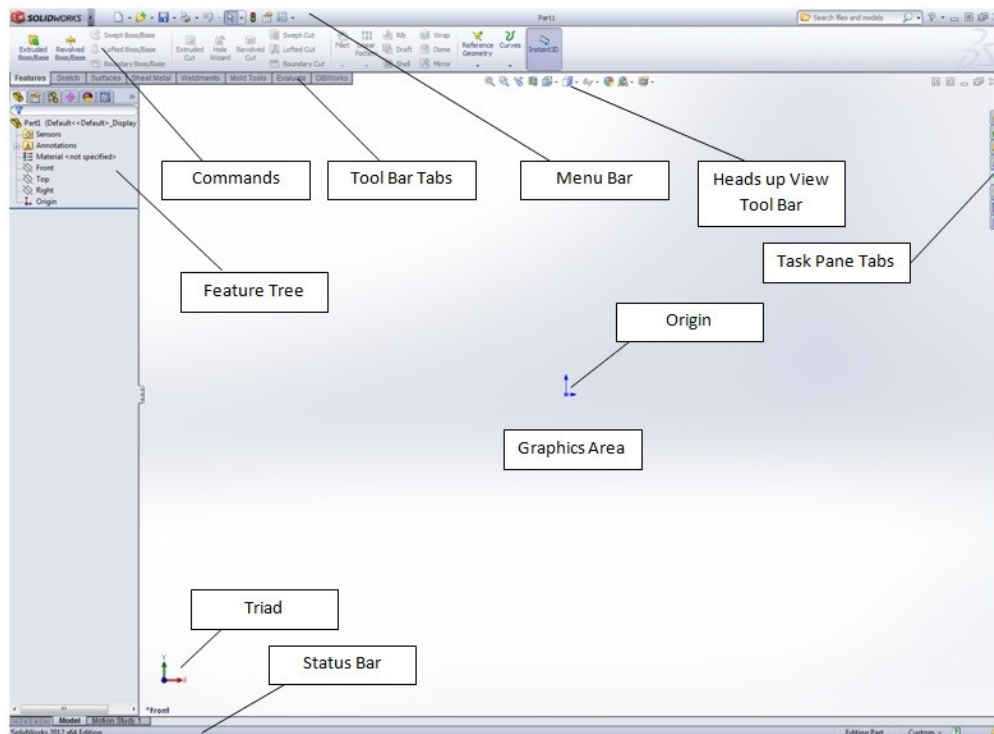 SOLIDWORKS
Part1
Search files and models
Extruded Boss/Base
Revolved Boss/Base
Swept Boss/Base
Lofted Boss/Base
Boundary Boss/Base
Extruded Cut
Hole Wizard
Revolved Cut
Swept Cut
Lofted Cut
Boundary Cut
Fillet
Linear Pattern
Rib
Draft
Shell
Wrap
Dome
Mirror
Reference Geometry
Curves
Instant3D
Features
Sketch
Surfaces
Sheet Metal
Weldments
Mold Tools
Evaluate
DBWorks
Part1 (Default<<Default>_Display
Sensors
Annotations
Material <not specified>
Front
Top
Right
Origin
Commands
Tool Bar Tabs
Menu Bar
Heads up View
Tool Bar
Task Pane Tabs
Feature Tree
Origin
Graphics Area
Triad
Status Bar
Y
X
*Front
Model
Motion Study 1
SolidWorks 2012 x64 Edition
Editing Part
Custom